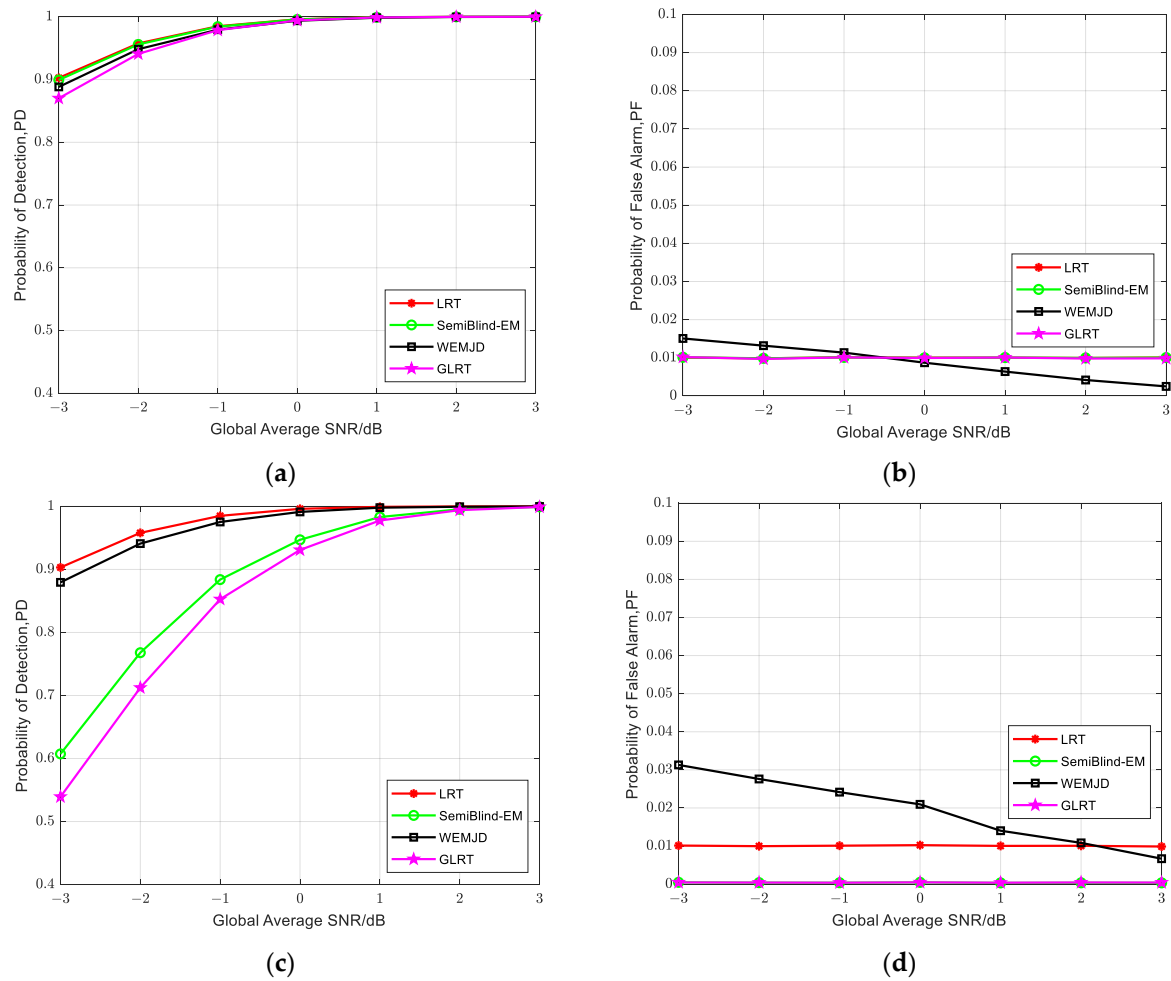 1
0.9
0.8
0.7
0.6
0.5
0.4
Probability of Detection,PD
LRT
SemiBlind-EM
WEMJD
GLRT
−3 −2 −1 0 1 2 3
Global Average SNR/dB
(a)
0.1
0.09
0.08
0.07
0.06
0.05
0.04
0.03
0.02
0.01
0
Probability of False Alarm,PF
LRT
SemiBlind-EM
WEMJD
GLRT
−3 −2 −1 0 1 2 3
Global Average SNR/dB
(b)
1
0.9
0.8
0.7
0.6
0.5
0.4
Probability of Detection,PD
LRT
SemiBlind-EM
WEMJD
GLRT
−3 −2 −1 0 1 2 3
Global Average SNR/dB
(c)
0.1
0.09
0.08
0.07
0.06
0.05
0.04
0.03
0.02
0.01
0
Probability of False Alarm,PF
LRT
SemiBlind-EM
WEMJD
GLRT
−3 −2 −1 0 1 2 3
Global Average SNR/dB
(d)